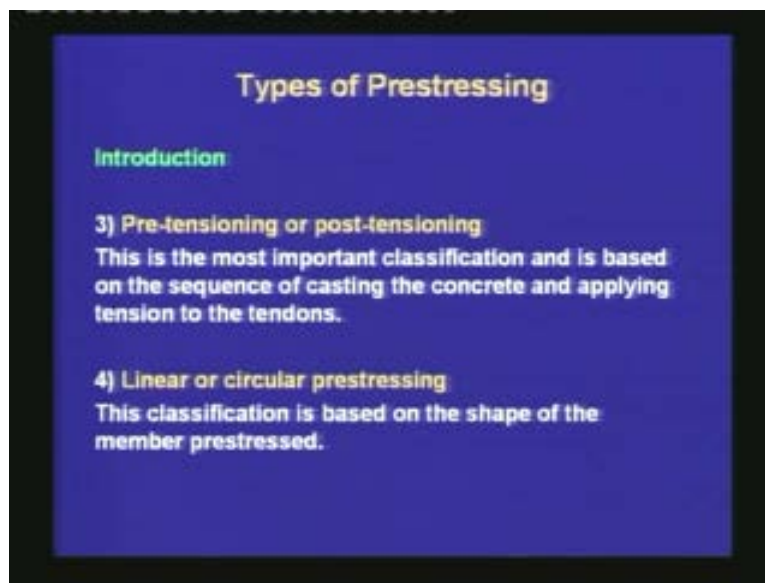 Types of Prestressing
Introduction
3) Pre-tensioning or post-tensioning
This is the most important classification and is based
on the sequence of casting the concrete and applying
tension to the tendons.
4) Linear or circular prestressing
This classification is based on the shape of the
member prestressed.